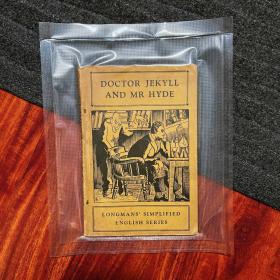 DOCTOR JEKYLL
AND MR HYDE
LONGMANS' SIMPLIFIED
ENGLISH SERIES